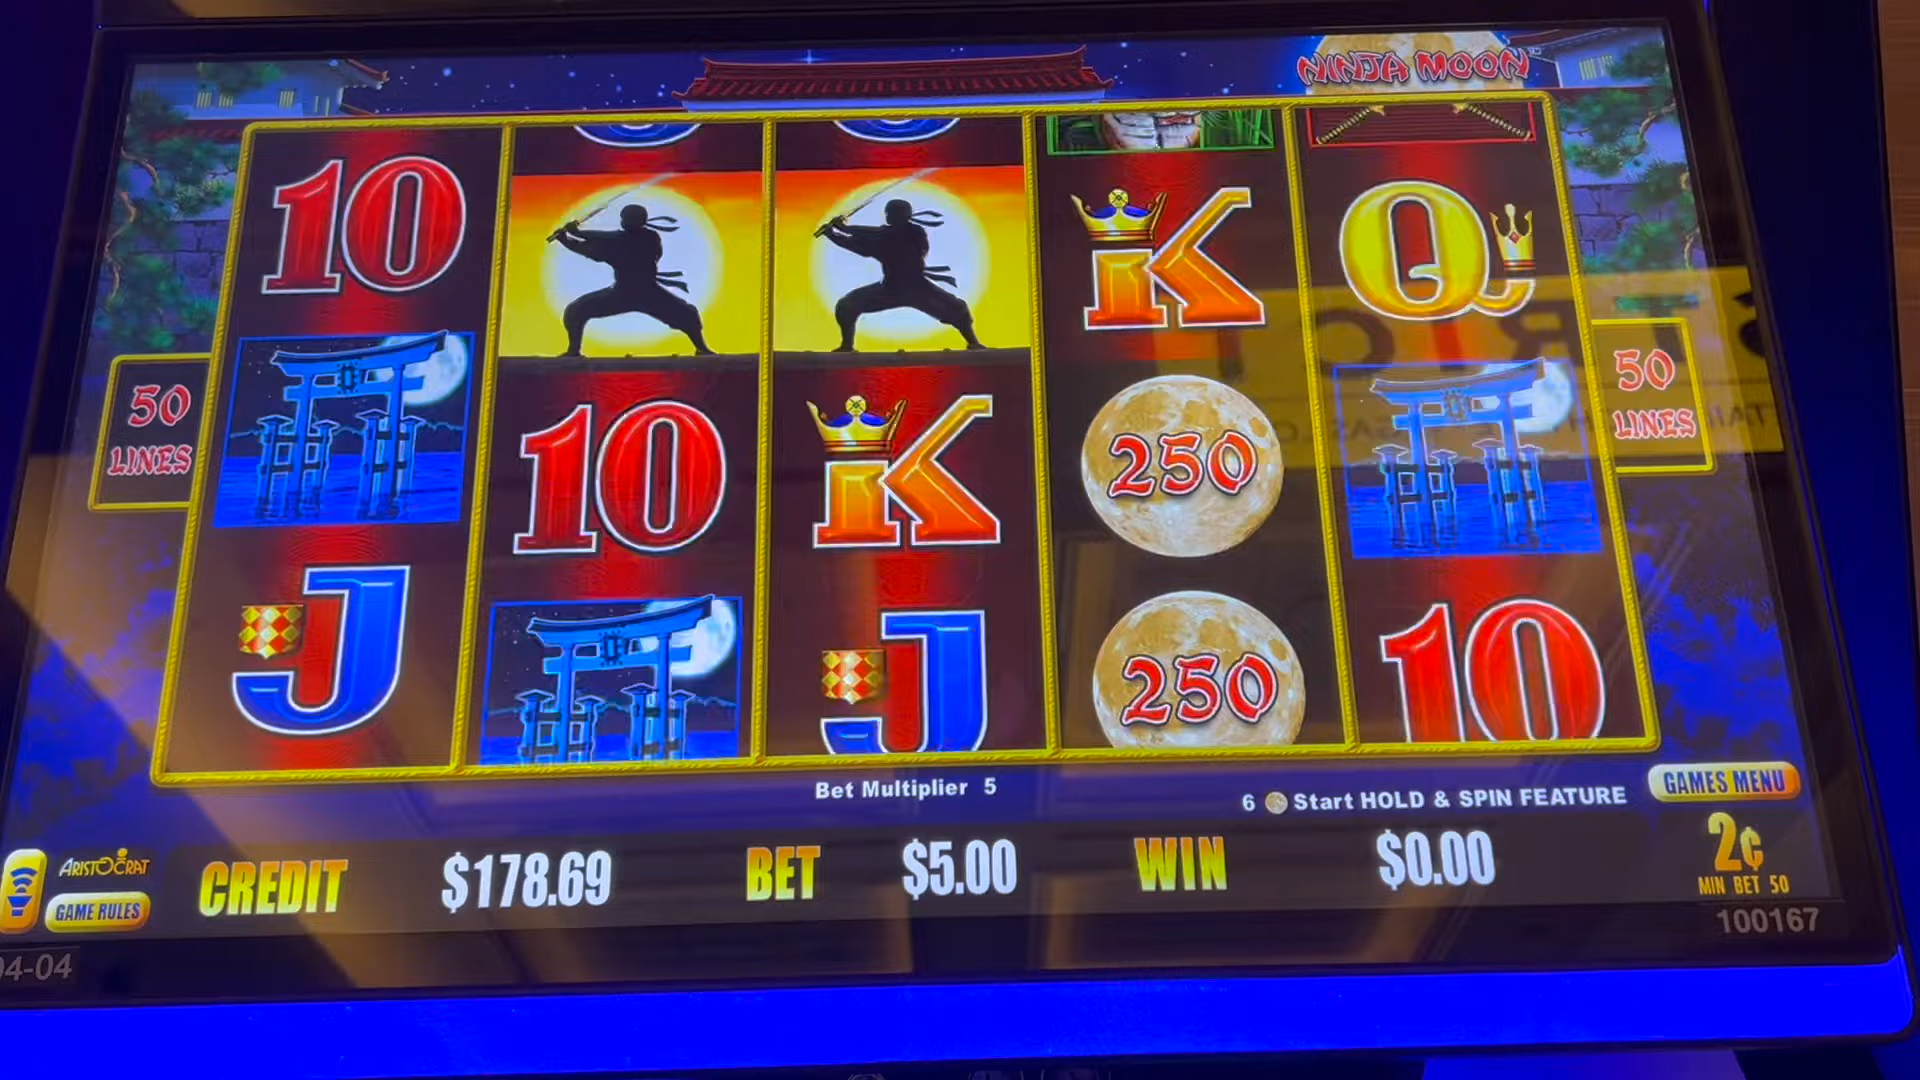 NINJA MOON
10
K
Q
50
LINES
10
K
250
50
LINES
J
J
250
10
Bet Multiplier 5
6 Start HOLD & SPIN FEATURE
GAMES MENU
ARISTOCRAT
GAME RULES
CREDIT $178.69 BET $5.00 WIN $0.00
2¢
MIN BET 50
100167
04-04